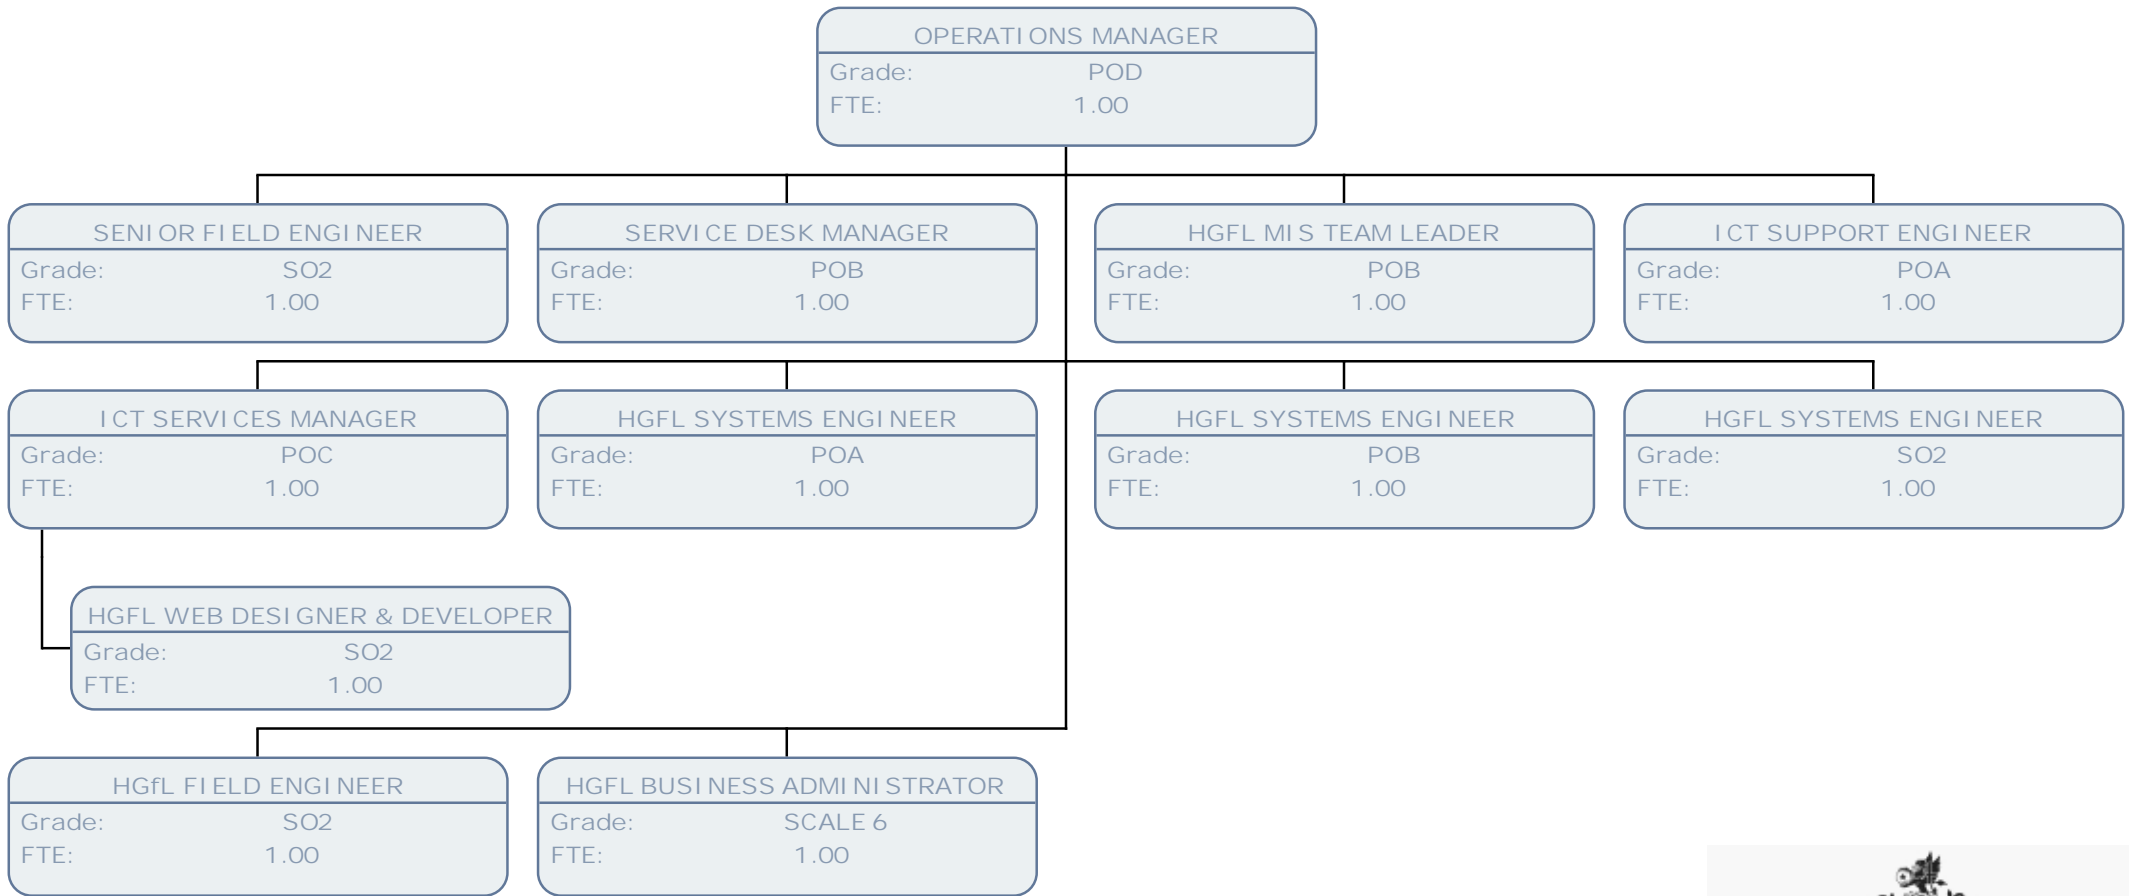 OPERATIONS MANAGER
Grade: POD
FTE: 1.00
SENIOR FIELD ENGINEER
Grade: SO2
FTE: 1.00
SERVICE DESK MANAGER
Grade: POB
FTE: 1.00
HGFL MIS TEAM LEADER
Grade: POB
FTE: 1.00
ICT SUPPORT ENGINEER
Grade: POA
FTE: 1.00
ICT SERVICES MANAGER
Grade: POC
FTE: 1.00
HGFL SYSTEMS ENGINEER
Grade: POA
FTE: 1.00
HGFL SYSTEMS ENGINEER
Grade: POB
FTE: 1.00
HGFL SYSTEMS ENGINEER
Grade: SO2
FTE: 1.00
HGFL WEB DESIGNER & DEVELOPER
Grade: SO2
FTE: 1.00
HGfL FIELD ENGINEER
Grade: SO2
FTE: 1.00
HGFL BUSINESS ADMINISTRATOR
Grade: SCALE 6
FTE: 1.00